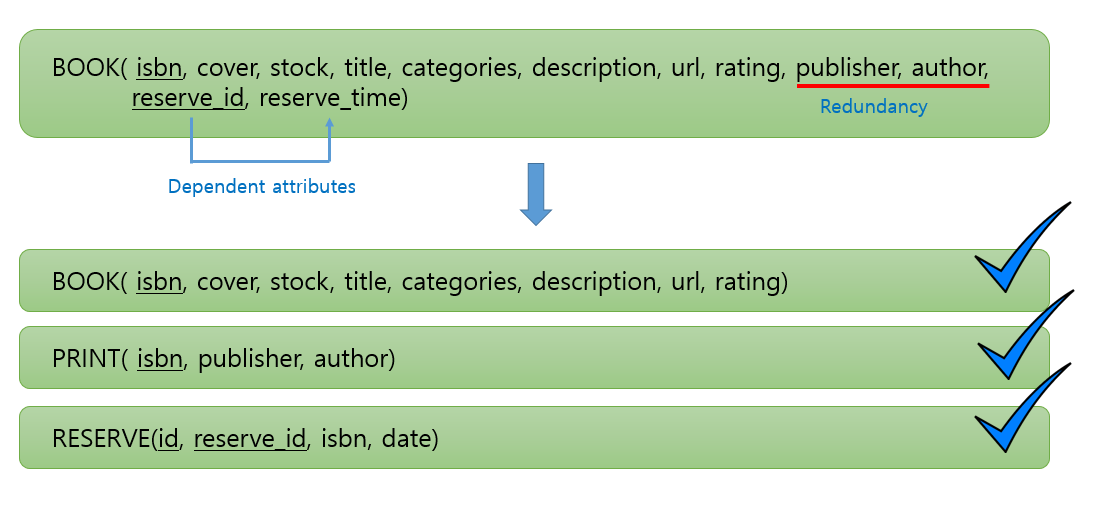 BOOK( isbn, cover, stock, title, categories, description, url, rating, publisher, author,
reserve_id, reserve_time)
Redundancy
Dependent attributes
BOOK( isbn, cover, stock, title, categories, description, url, rating)
PRINT( isbn, publisher, author)
RESERVE(id, reserve_id, isbn, date)